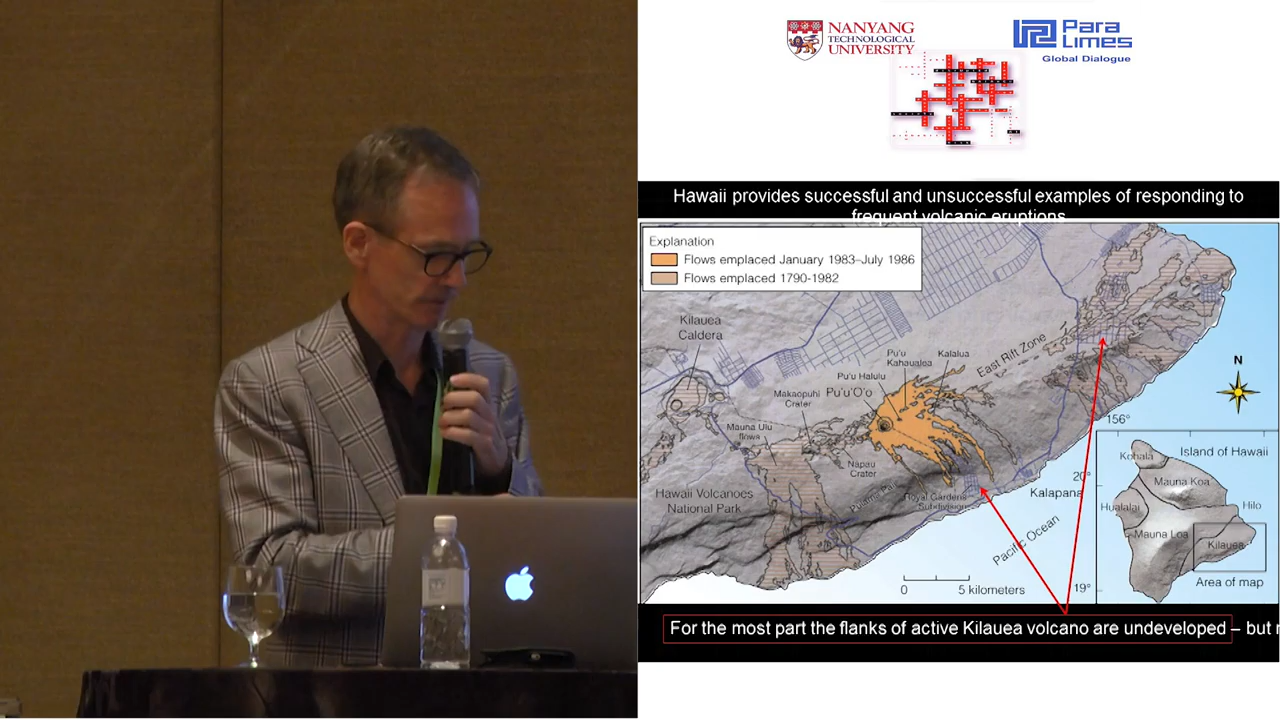 NANYANG
TECHNOLOGICAL
UNIVERSITY
Para
Limes
Global Dialogue
Hawaii provides successful and unsuccessful examples of responding to
frequent volcanic eruptions
Explanation
Flows emplaced January 1983–July 1986
Flows emplaced 1790-1982
Kilauea
Caldera
Pu'u
Kahaualea
Kalalua
East Rift Zone
Pu'u Halulu
Makaopuhi
Crater
Pu'u'O'o
N
Mauna Ulu
flows
156°
Napau
Crater
Hawaii Volcanoes
National Park
Royal Gardens
Subdivision
Kalapana
Pacific Ocean
0
5 kilometers
20°
19°
Island of Hawaii
Kohala
Mauna Koa
Hualalai
Hilo
Mauna Loa
Kilauea
Area of map
For the most part the flanks of active Kilauea volcano are undeveloped – but